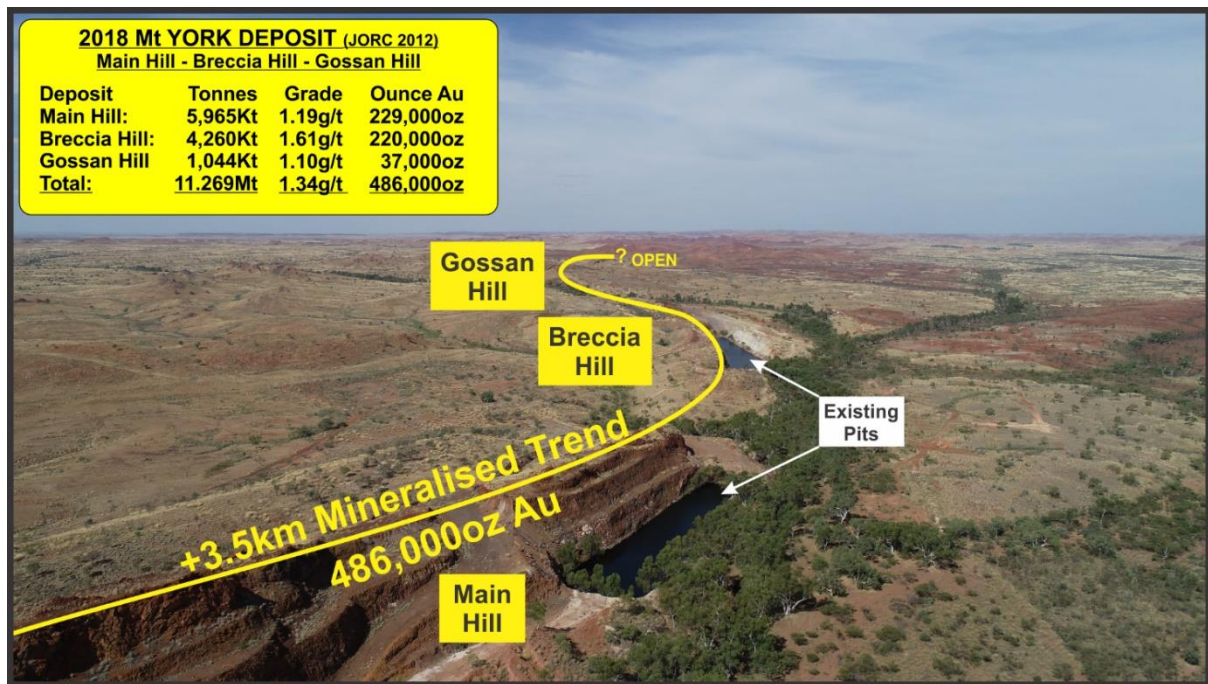 2018 Mt YORK DEPOSIT (JORC 2012)
Main Hill - Breccia Hill - Gossan Hill
Deposit Tonnes Grade Ounce Au
Main Hill: 5,965Kt 1.19g/t 229,000oz
Breccia Hill: 4,260Kt 1.61g/t 220,000oz
Gossan Hill 1,044Kt 1.10g/t 37,000oz
Total: 11.269Mt 1.34g/t 486,000oz
? OPEN
Gossan
Hill
Breccia
Hill
Existing
Pits
+3.5km Mineralised Trend
486,000oz Au
Main
Hill